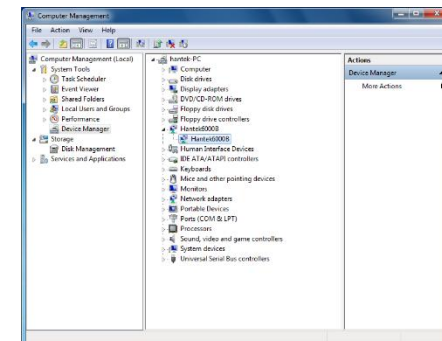 Computer Management
File Action View Help
Computer Management (Local)
System Tools
Task Scheduler
Event Viewer
Shared Folders
Local Users and Groups
Performance
Device Manager
Storage
Disk Management
Services and Applications
hantek-PC
Computer
Disk drives
Display adapters
DVD/CD-ROM drives
Floppy disk drives
Floppy drive controllers
Hantek6000B
Hantek6000B
Human Interface Devices
IDE ATA/ATAPI controllers
Keyboards
Mice and other pointing devices
Monitors
Network adapters
Portable Devices
Ports (COM & LPT)
Processors
Sound, video and game controllers
System devices
Universal Serial Bus controllers
Actions
Device Manager
More Actions